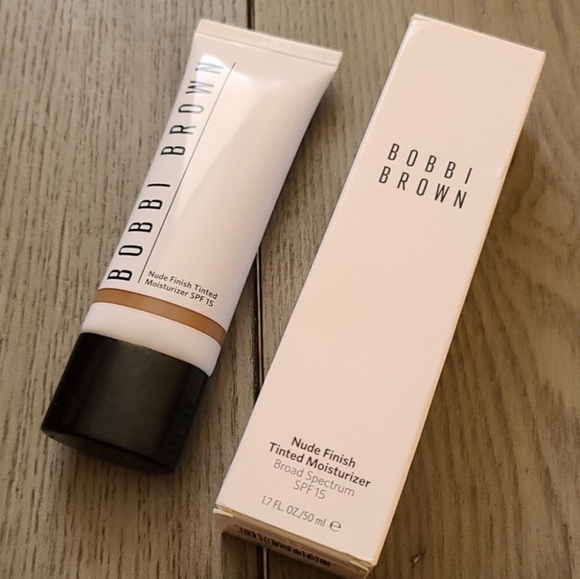 BOBBI BROWN
Nude Finish Tinted
Moisturizer SPF 15
BOBBI
BROWN
Nude Finish
Tinted Moisturizer
Broad Spectrum
SPF 15
1.7 FL. OZ./50 ml e